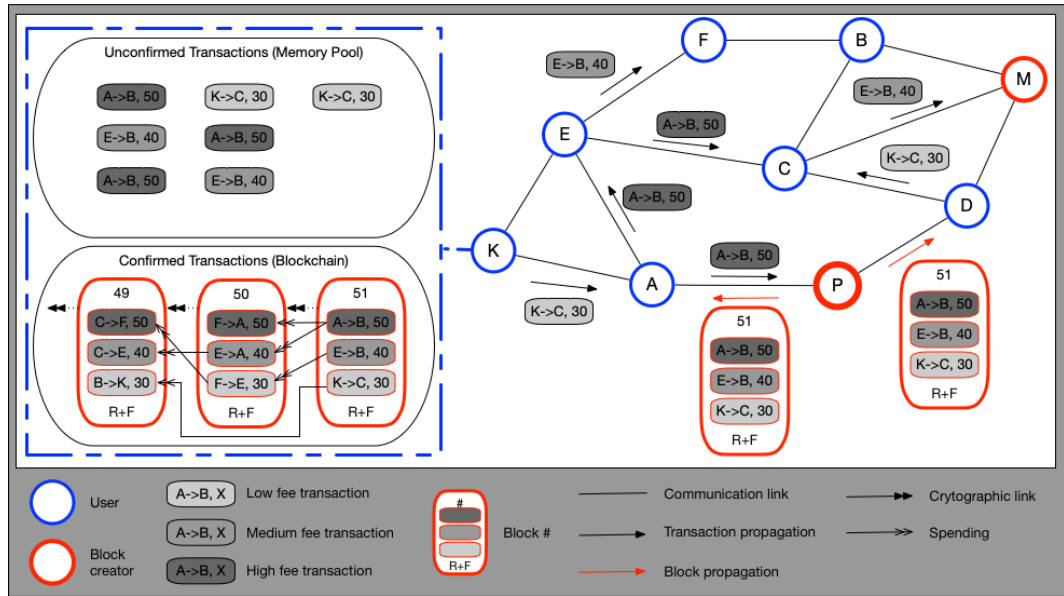 Unconfirmed Transactions (Memory Pool)
A->B, 50
K->C, 30
K->C, 30
E->B, 40
A->B, 50
A->B, 50
E->B, 40
Confirmed Transactions (Blockchain)
49
C->F, 50
C->E, 40
B->K, 30
R+F
50
F->A, 50
E->A, 40
F->E, 30
R+F
51
A->B, 50
E->B, 40
K->C, 30
R+F
F
B
M
E
C
D
K
A
P
E->B, 40
A->B, 50
E->B, 40
K->C, 30
A->B, 50
A->B, 50
K->C, 30
51
A->B, 50
E->B, 40
K->C, 30
R+F
51
A->B, 50
E->B, 40
K->C, 30
R+F
User
Block
creator
A->B, X
Low fee transaction
A->B, X
Medium fee transaction
A->B, X
High fee transaction
#
R+F
Block #
Communication link
Transaction propagation
Block propagation
Crytographic link
Spending